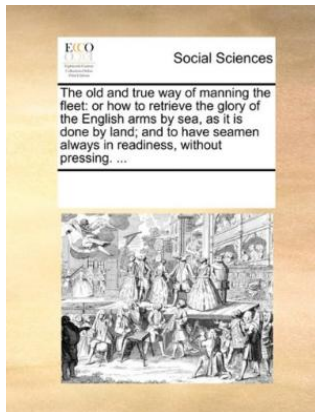 ECCO
Social Sciences
The old and true way of manning the
fleet: or how to retrieve the glory of
the English arms by sea, as it is
done by land; and to have seamen
always in readiness, without
pressing. ...